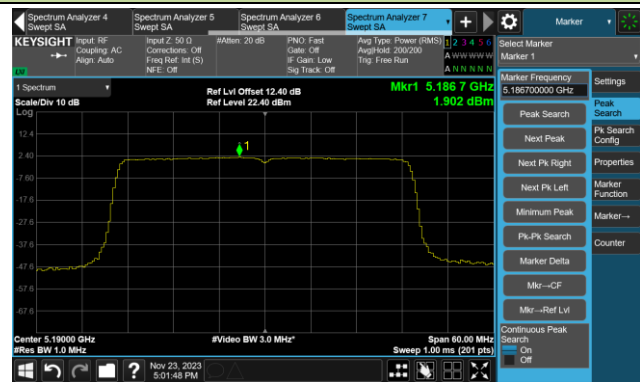 Spectrum Analyzer 4
Swept SA
Spectrum Analyzer 5
Swept SA
Spectrum Analyzer 6
Swept SA
Spectrum Analyzer 7
Swept SA
+
Marker
KEYSIGHT
Input: RF
Coupling: AC
Align: Auto
Input Z: 50 Ω
Corrections: Off
Freq Ref: Int (S)
NFE: Off
#Atten: 20 dB
PNO: Fast
Gate: Off
IF Gain: Low
Sig Track: Off
Avg Type: Power (RMS)
Avg|Hold: 200/200
Trig: Free Run
1 2 3 4 5 6
A W W W W W
A N N N N N
LXI
Select Marker
Marker 1
1 Spectrum
Scale/Div 10 dB
Log
Ref Lvl Offset 12.40 dB
Ref Level 22.40 dBm
Mkr1 5.186 7 GHz
1.902 dBm
12.4
2.40
-7.60
-17.6
-27.6
-37.6
-47.6
-57.6
-67.6
1
Center 5.19000 GHz
#Res BW 1.0 MHz
#Video BW 3.0 MHz*
Span 60.00 MHz
Sweep 1.00 ms (201 pts)
Marker Frequency
5.186700000 GHz
Peak Search
Next Peak
Next Pk Right
Next Pk Left
Minimum Peak
Pk-Pk Search
Marker Delta
Mkr→CF
Mkr→Ref Lvl
Continuous Peak
Search
On
Off
Settings
Peak
Search
Pk Search
Config
Properties
Marker
Function
Marker→
Counter
?
Nov 23, 2023
5:01:48 PM